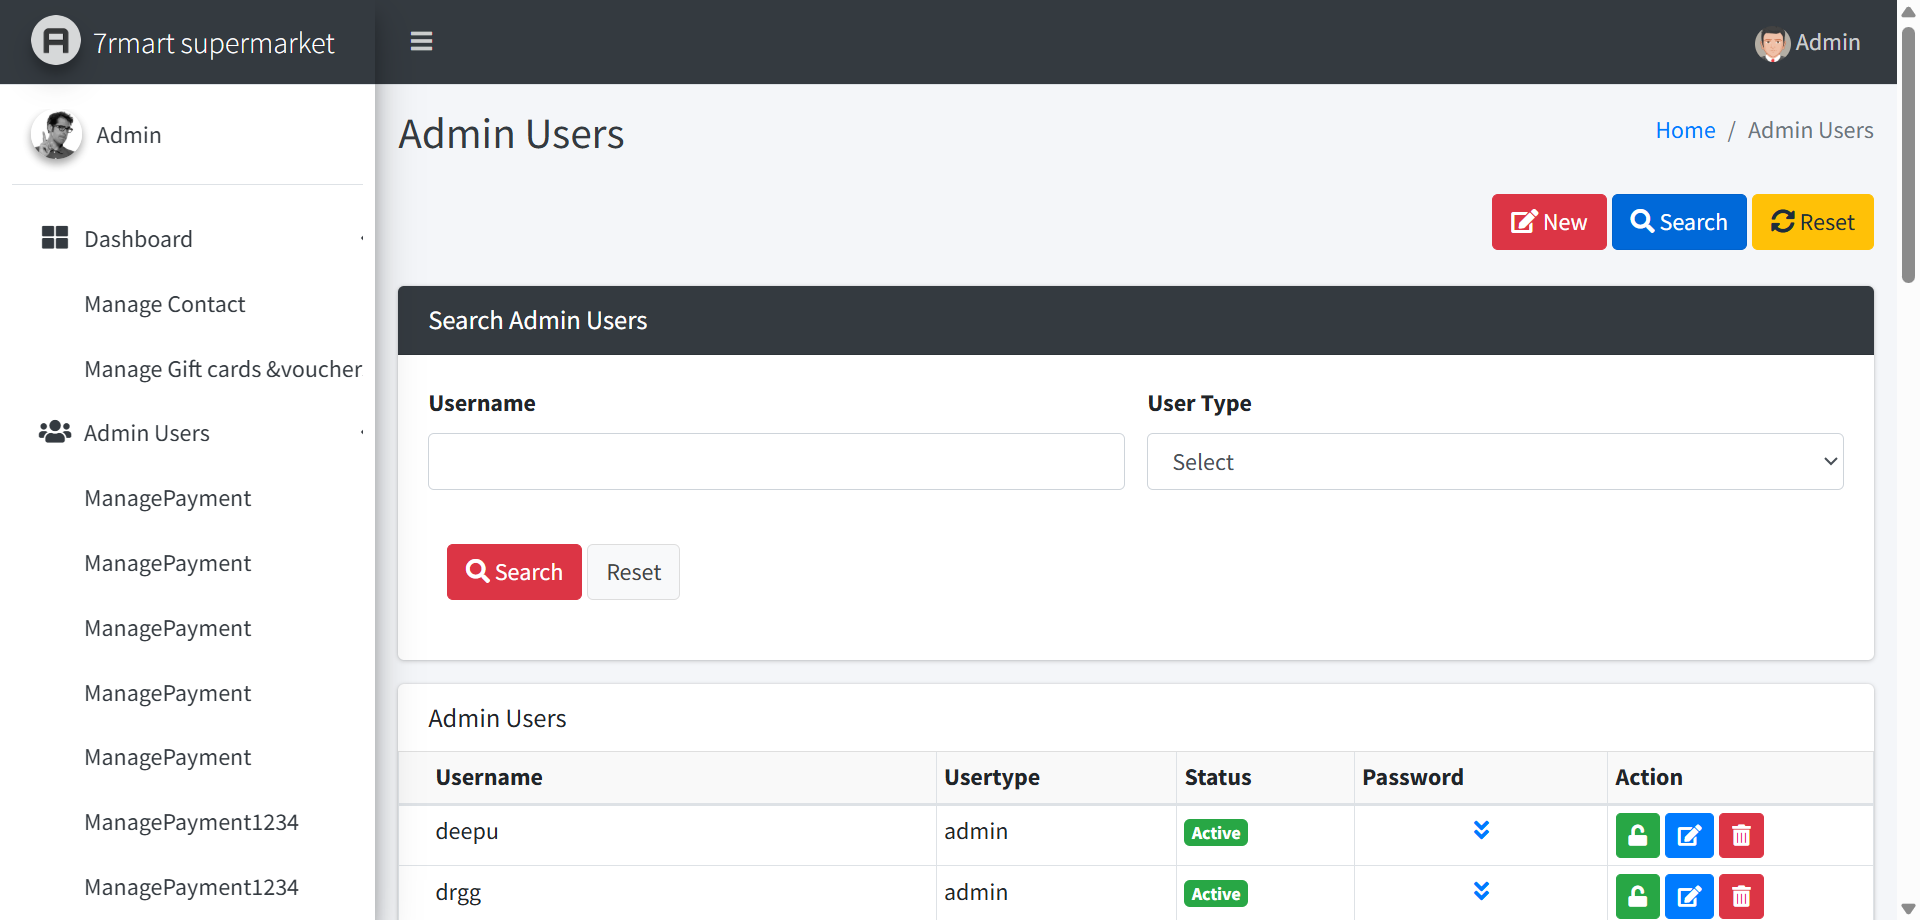 7rmart supermarket
Admin
Admin
Dashboard
Manage Contact
Manage Gift cards &voucher
Admin Users
ManagePayment
ManagePayment
ManagePayment
ManagePayment
ManagePayment
ManagePayment1234
ManagePayment1234
Admin Users
Home / Admin Users
New Search Reset
Search Admin Users
Username User Type
Select
Search Reset
Admin Users
Username Usertype Status Password Action
deepu admin Active
drgg admin Active